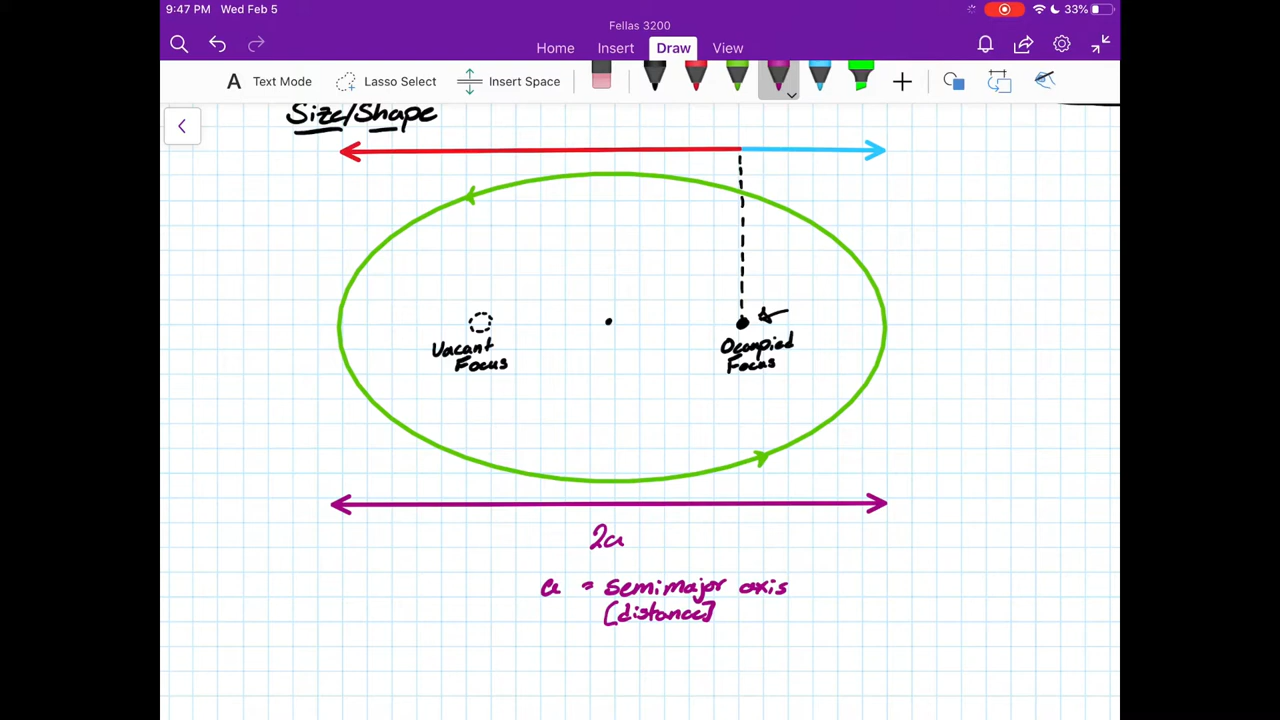 9:47 PM Wed Feb 5
33%
Fellas 3200
Home Insert Draw View
A Text Mode Lasso Select Insert Space
Size/Shape
Vacant
Focus
Occupied
Focus
2a
a = semimajor axis
[distance]